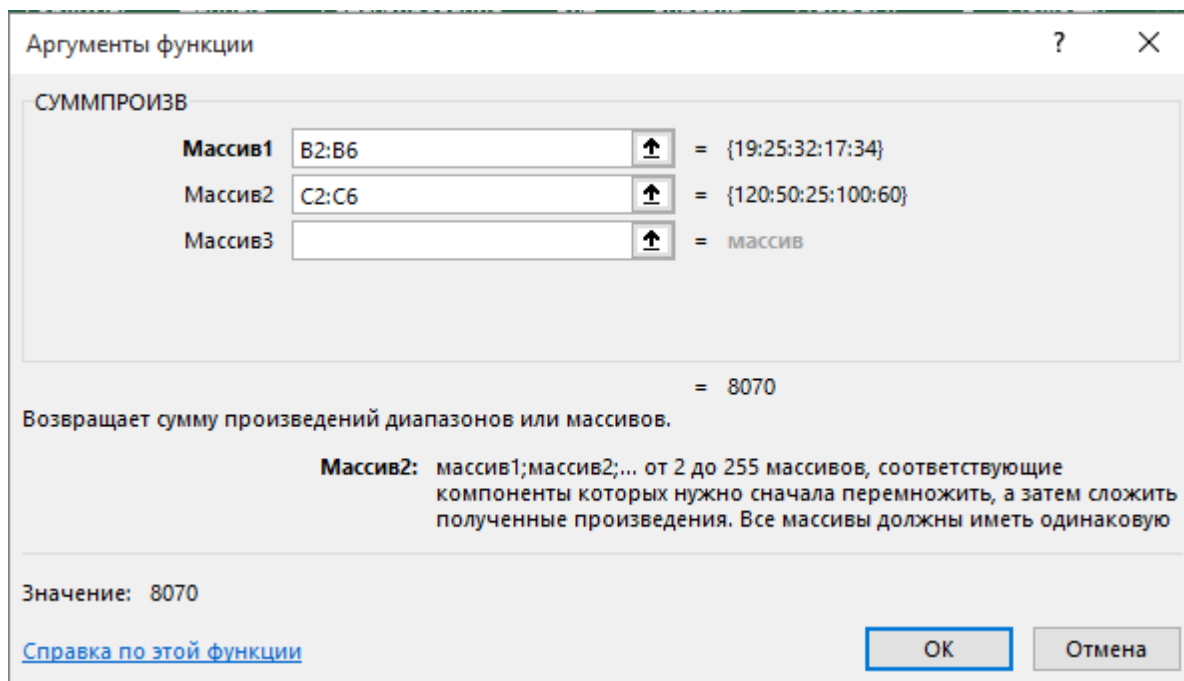 Аргументы функции ? ×
СУММПРОИЗВ
Массив1 B2:B6 = {19:25:32:17:34}
Массив2 C2:C6 = {120:50:25:100:60}
Массив3 = массив
= 8070
Возвращает сумму произведений диапазонов или массивов.
Массив2: массив1;массив2;... от 2 до 255 массивов, соответствующие
компоненты которых нужно сначала перемножить, а затем сложить
полученные произведения. Все массивы должны иметь одинаковую
Значение: 8070
Справка по этой функции ОК Отмена